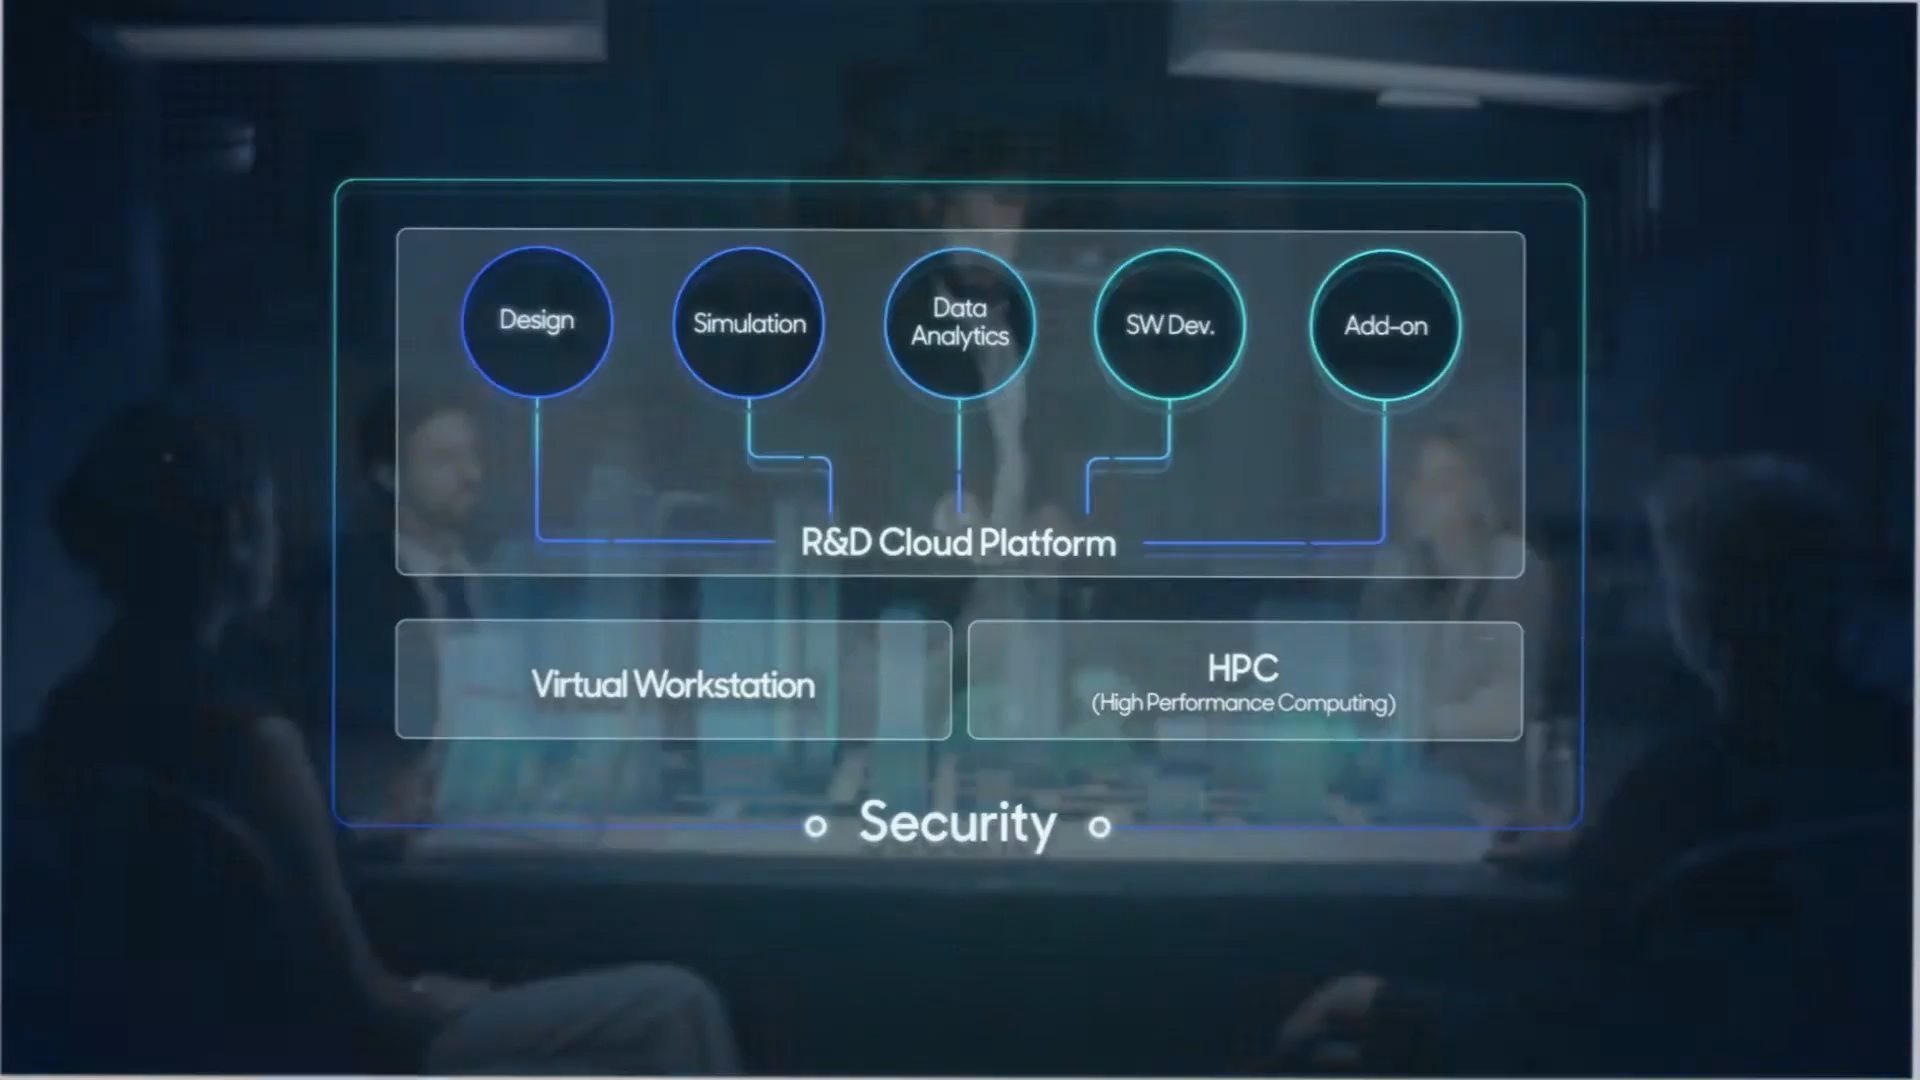 Design
Simulation
Data
Analytics
SW Dev.
Add-on
R&D Cloud Platform
Virtual Workstation
HPC
(High Performance Computing)
Security